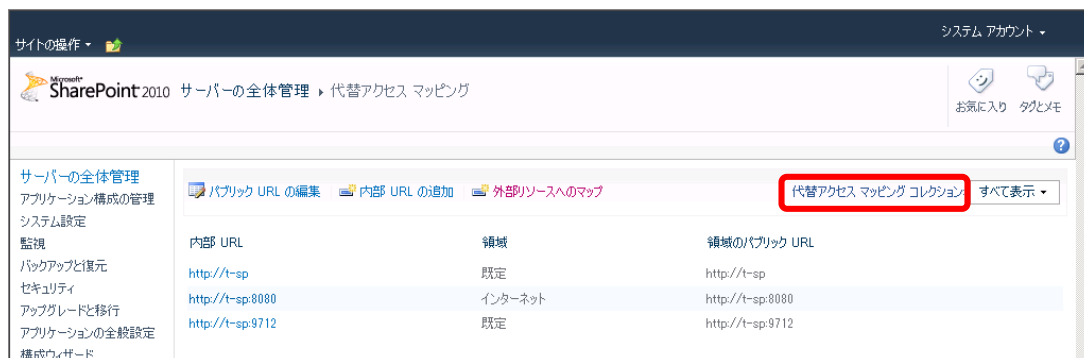 システム アカウント
サイトの操作
Microsoft
SharePoint 2010 サーバーの全体管理 ▸ 代替アクセス マッピング
お気に入り タグとメモ
サーバーの全体管理
アプリケーション構成の管理
システム設定
監視
バックアップと復元
セキュリティ
アップグレードと移行
アプリケーションの全般設定
構成ウィザード
パブリック URL の編集 内部 URL の追加 外部リソースへのマップ 代替アクセス マッピング コレクション: すべて表示
内部 URL 領域 領域のパブリック URL
http://t-sp 既定 http://t-sp
http://t-sp:8080 インターネット http://t-sp:8080
http://t-sp:9712 既定 http://t-sp:9712